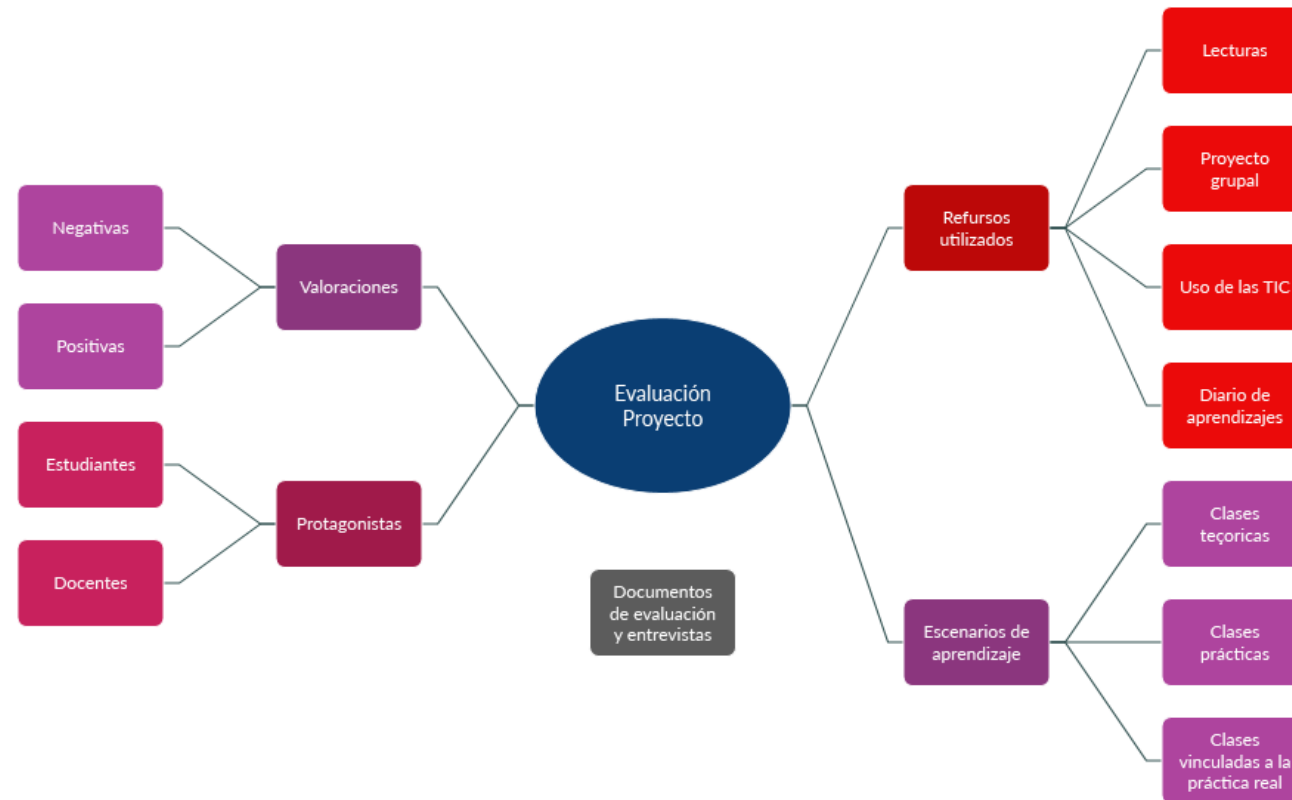 Lecturas
Proyecto
grupal
Refursos
utilizados
Negativas
Valoraciones
Uso de las TIC
Positivas
Evaluación
Proyecto
Diario de
aprendizajes
Estudiantes
Protagonistas
Clases
teçoricas
Docentes
Documentos
de evaluación
y entrevistas
Escenarios de
aprendizaje
Clases
prácticas
Clases
vinculadas a la
práctica real